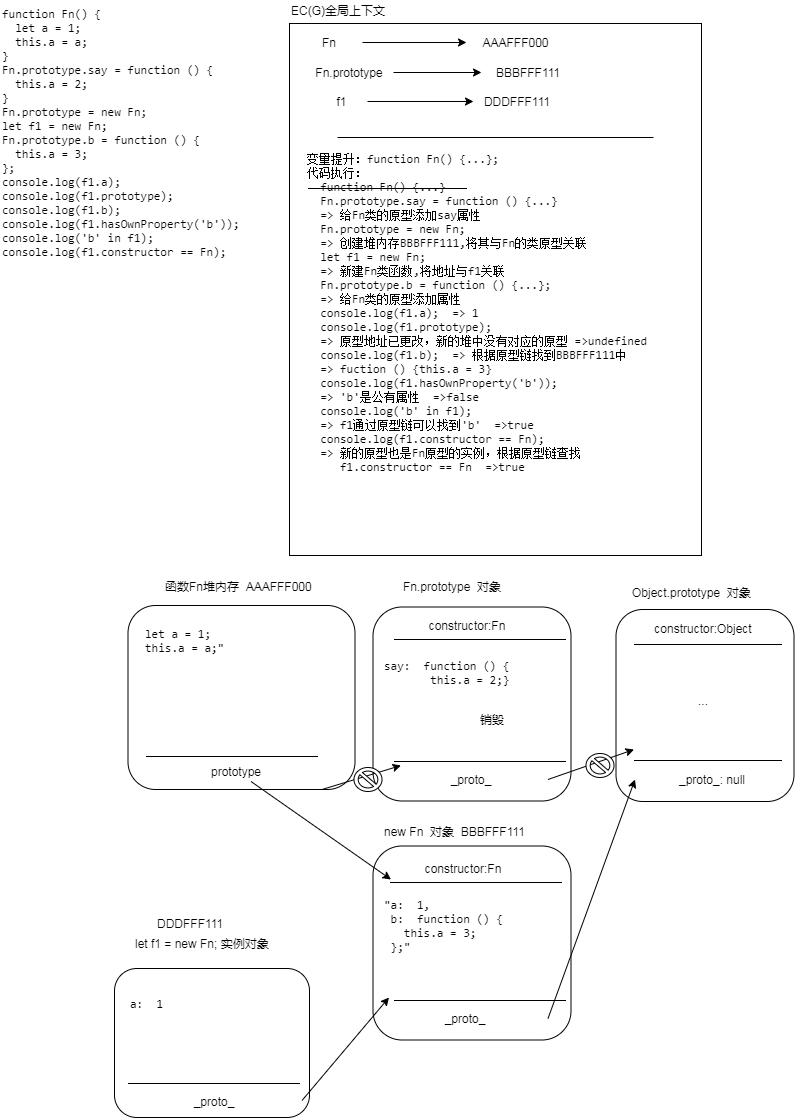 function Fn() {
let a = 1;
this.a = a;
}
Fn.prototype.say = function () {
this.a = 2;
}
Fn.prototype = new Fn;
let f1 = new Fn;
Fn.prototype.b = function () {
this.a = 3;
};
console.log(f1.a);
console.log(f1.prototype);
console.log(f1.b);
console.log(f1.hasOwnProperty('b'));
console.log('b' in f1);
console.log(f1.constructor == Fn);
EC(G)全局上下文
Fn AAAFFF000
Fn.prototype BBBFFF111
f1 DDDFFF111
变量提升: function Fn() {...};
代码执行:
function Fn() {...}
Fn.prototype.say = function () {...}
=> 给Fn类的原型添加say属性
Fn.prototype = new Fn;
=> 创建堆内存BBBFFF111,将其与Fn的类原型关联
let f1 = new Fn;
=> 新建Fn类函数,将地址与f1关联
Fn.prototype.b = function () {...};
=> 给Fn类的原型添加属性
console.log(f1.a); => 1
console.log(f1.prototype);
=> 原型地址已更改，新的堆中没有对应的原型 =>undefined
console.log(f1.b); => 根据原型链找到BBBFFF111中
=> fuction () {this.a = 3}
console.log(f1.hasOwnProperty('b'));
=> 'b'是公有属性 =>false
console.log('b' in f1);
=> f1通过原型链可以找到'b' =>true
console.log(f1.constructor == Fn);
=> 新的原型也是Fn原型的实例，根据原型链查找
f1.constructor == Fn =>true
函数Fn堆内存 AAAFFF000
let a = 1;
this.a = a;"
prototype
Fn.prototype 对象
constructor:Fn
say: function () {
this.a = 2;}
销毁
_proto_
Object.prototype 对象
constructor:Object
...
_proto_: null
new Fn 对象 BBBFFF111
constructor:Fn
"a: 1,
b: function () {
this.a = 3;
};"
_proto_
DDDFFF111
let f1 = new Fn; 实例对象
a: 1
_proto_